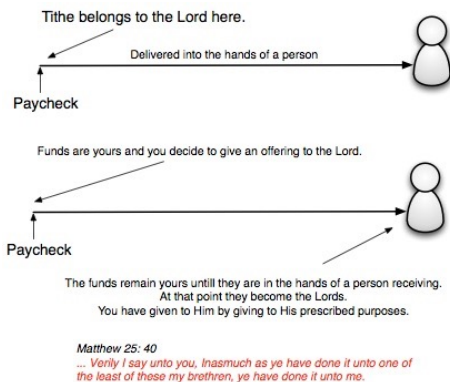 Tithe belongs to the Lord here.
Delivered into the hands of a person
Paycheck
Funds are yours and you decide to give an offering to the Lord.
Paycheck
The funds remain yours untill they are in the hands of a person receiving.
At that point they become the Lords.
You have given to Him by giving to His prescribed purposes.
Matthew 25: 40
... Verily I say unto you, Inasmuch as ye have done it unto one of
the least of these my brethren, ye have done it unto me.